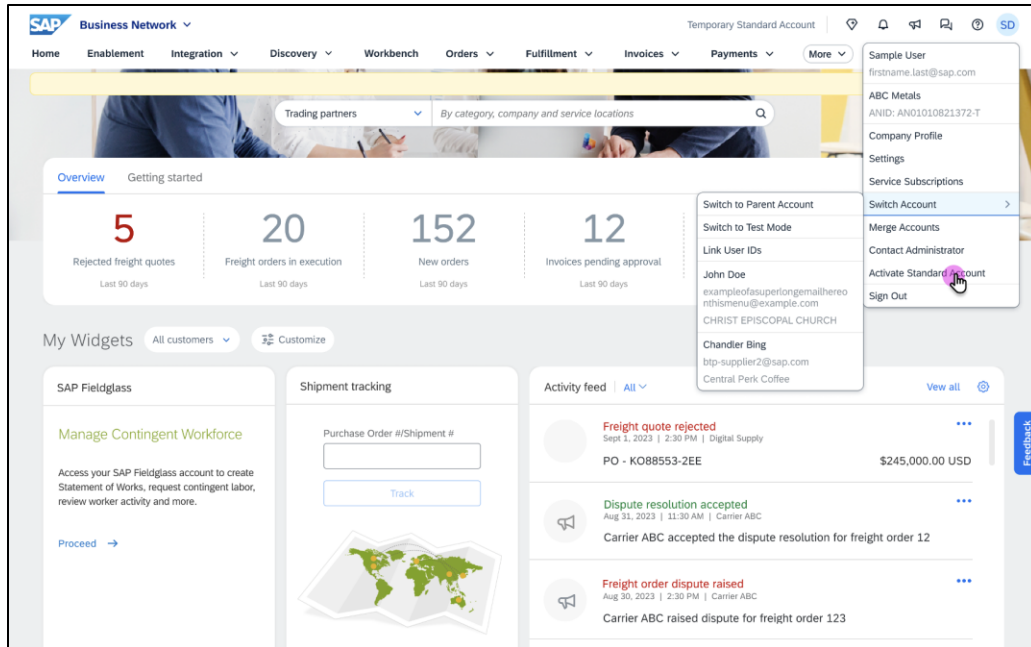 SAP Business Network
Temporary Standard Account
SD
Home Enablement Integration Discovery Workbench Orders Fulfillment Invoices Payments More
Trading partners By category, company and service locations
Sample User
firstname.last@sap.com
ABC Metals
ANID: AN01010821372-T
Company Profile
Settings
Service Subscriptions
Switch Account
Merge Accounts
Contact Administrator
Activate Standard Account
Sign Out
Switch to Parent Account
Switch to Test Mode
Link User IDs
John Doe
exampleofasuperlongemailhereo
nthismenu@example.com
CHRIST EPISCOPAL CHURCH
Chandler Bing
btp-supplier2@sap.com
Central Perk Coffee
Overview Getting started
5
Rejected freight quotes
Last 90 days
20
Freight orders in execution
Last 90 days
152
New orders
Last 90 days
12
Invoices pending approval
Last 90 days
My Widgets All customers Customize
SAP Fieldglass
Manage Contingent Workforce
Access your SAP Fieldglass account to create
Statement of Works, request contingent labor,
review worker activity and more.
Proceed
Shipment tracking
Purchase Order #/Shipment #
Track
Activity feed All View all
Freight quote rejected
Sept 1, 2023 | 2:30 PM | Digital Supply
PO - KO88553-2EE $245,000.00 USD
Dispute resolution accepted
Aug 31, 2023 | 11:30 AM | Carrier ABC
Carrier ABC accepted the dispute resolution for freight order 12
Freight order dispute raised
Aug 30, 2023 | 2:30 PM | Carrier ABC
Carrier ABC raised dispute for freight order 123
Feedback